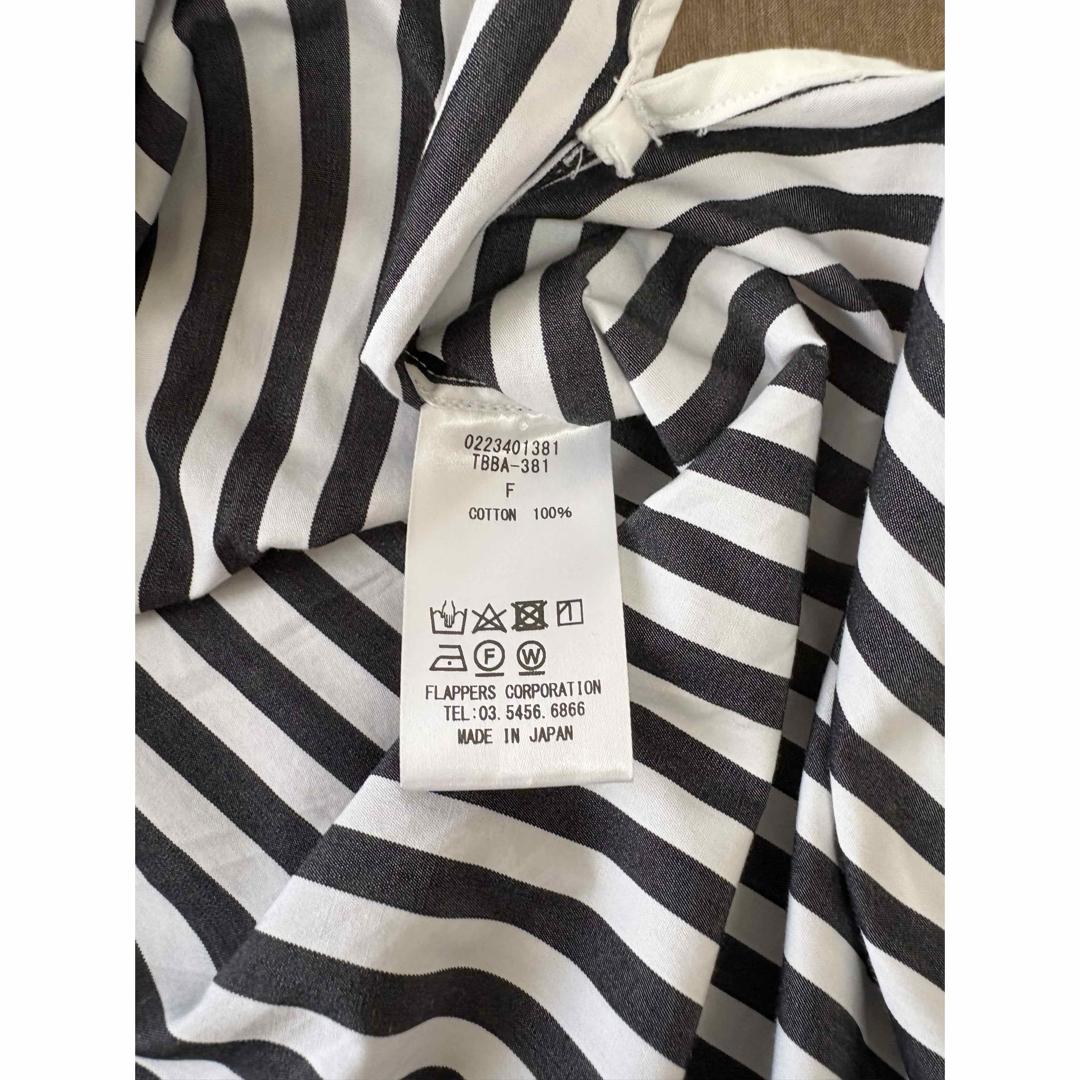 0223401381
TBBA-381
F
COTTON 100%
F W
FLAPPERS CORPORATION
TEL:03.5456.6866
MADE IN JAPAN